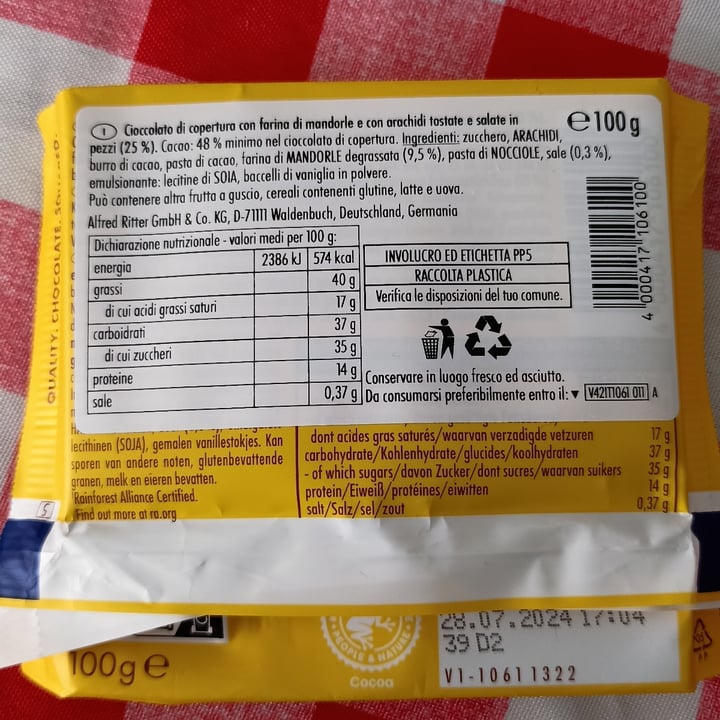 I Cioccolato di copertura con farina di mandorle e con arachidi tostate e salate in
pezzi (25 %). Cacao: 48 % minimo nel cioccolato di copertura. Ingredienti: zucchero, ARACHIDI,
burro di cacao, pasta di cacao, farina di MANDORLE degrassata (9,5 %), pasta di NOCCIOLE, sale (0,3 %),
emulsionante: lecitine di SOIA, baccelli di vaniglia in polvere.
Può contenere altra frutta a guscio, cereali contenenti glutine, latte e uova.
Alfred Ritter GmbH & Co. KG, D-71111 Waldenbuch, Deutschland, Germania
e 100 g
Dichiarazione nutrizionale - valori medi per 100 g:
energia 2386 kJ 574 kcal
grassi 40 g
di cui acidi grassi saturi 17 g
carboidrati 37 g
di cui zuccheri 35 g
proteine 14 g
sale 0,37 g
INVOLUCRO ED ETICHETTA PP5
RACCOLTA PLASTICA
Verifica le disposizioni del tuo comune.
Conservare in luogo fresco ed asciutto.
Da consumarsi preferibilmente entro il: ▼ V42IT1061 011 A
4 000417 106100
QUALITY. CHOCOLATE.
lecithinen (SOJA), gemalen vanillestokjes. Kan
sporen van andere noten, glutenbevattende
granen, melk en eieren bevatten.
Rainforest Alliance Certified.
Find out more at ra.org
dont acides gras saturés/waarvan verzadigde vetzuren 17 g
carbohydrate/Kohlenhydrate/glucides/koolhydraten 37 g
- of which sugars/davon Zucker/dont sucres/waarvan suikers 35 g
protein/Eiweiß/protéines/eiwitten 14 g
salt/Salz/sel/zout 0,37 g
5
100g e
PEOPLE & NATURE
Cocoa
28.07.2024 17:04
39 D2
V1-10611322